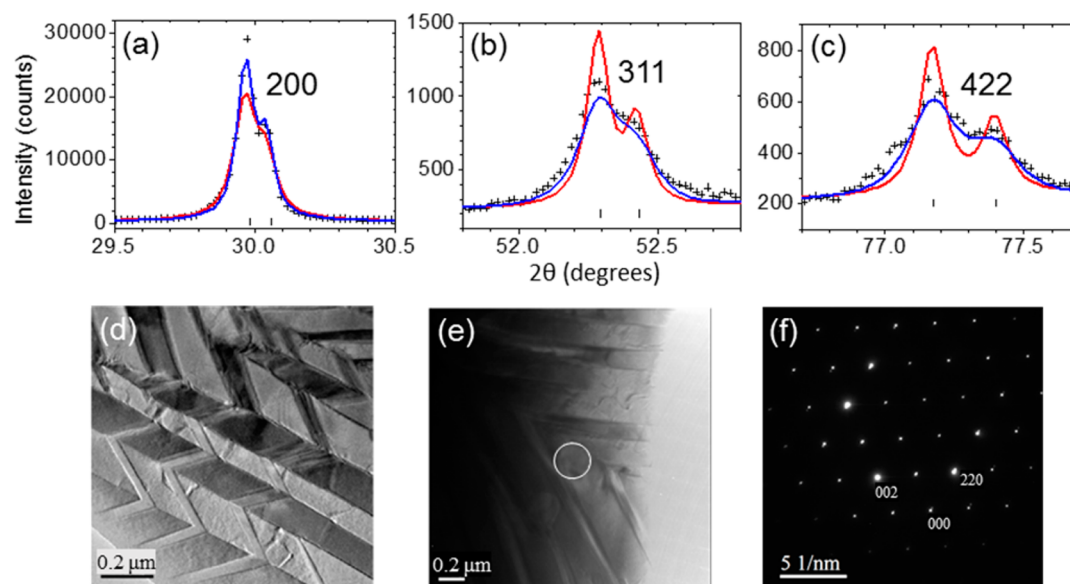 (a)
200
Intensity (counts)
30000
20000
10000
0
29.5
30.0
30.5
(b)
311
1500
1000
500
52.0
52.5
2θ (degrees)
(c)
422
800
600
400
200
77.0
77.5
(d)
0.2 μm
(e)
0.2 μm
(f)
002
220
000
5 1/nm